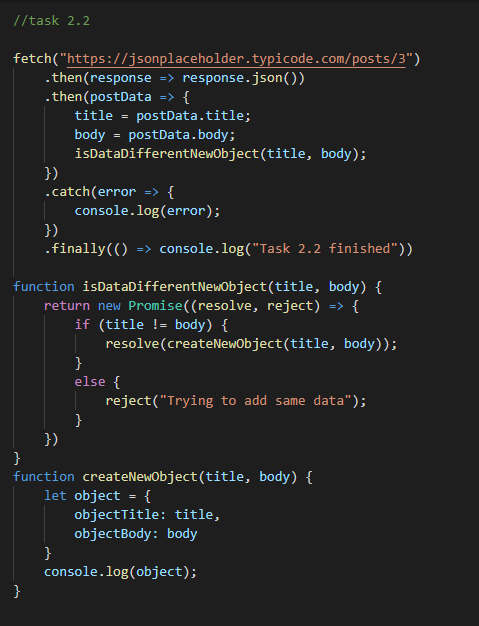 //task 2.2
fetch("https://jsonplaceholder.typicode.com/posts/3")
    .then(response => response.json())
    .then(postData => {
        title = postData.title;
        body = postData.body;
        isDataDifferentNewObject(title, body);
    })
    .catch(error => {
        console.log(error);
    })
    .finally(() => console.log("Task 2.2 finished"))
function isDataDifferentNewObject(title, body) {
    return new Promise((resolve, reject) => {
        if (title != body) {
            resolve(createNewObject(title, body));
        }
        else {
            reject("Trying to add same data");
        }
    })
}
function createNewObject(title, body) {
    let object = {
        objectTitle: title,
        objectBody: body
    }
    console.log(object);
}